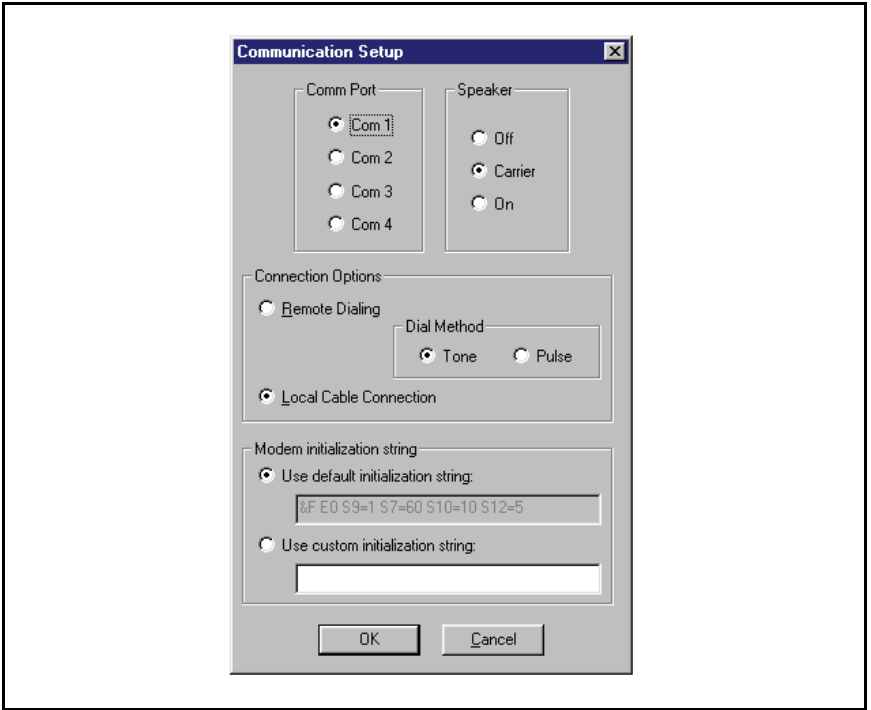 Communication Setup
Comm Port
Com 1
Com 2
Com 3
Com 4
Speaker
Off
Carrier
On
Connection Options
Remote Dialing
Dial Method
Tone
Pulse
Local Cable Connection
Modem initialization string
Use default initialization string:
&F E0 S9=1 S7=60 S10=10 S12=5
Use custom initialization string:
OK
Cancel